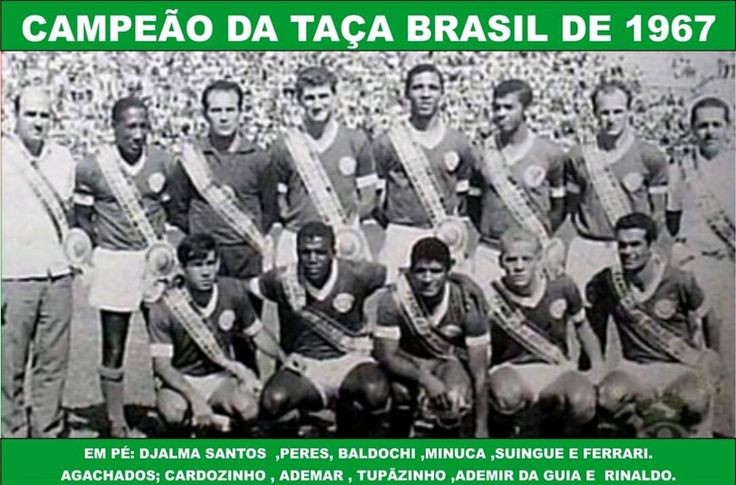 CAMPEÃO DA TAÇA BRASIL DE 1967
EM PÉ: DJALMA SANTOS ,PERES, BALDOCHI ,MINUCA ,SUINGUE E FERRARI.
AGACHADOS; CARDOZINHO , ADEMAR , TUPÃZINHO ,ADEMIR DA GUIA E RINALDO.